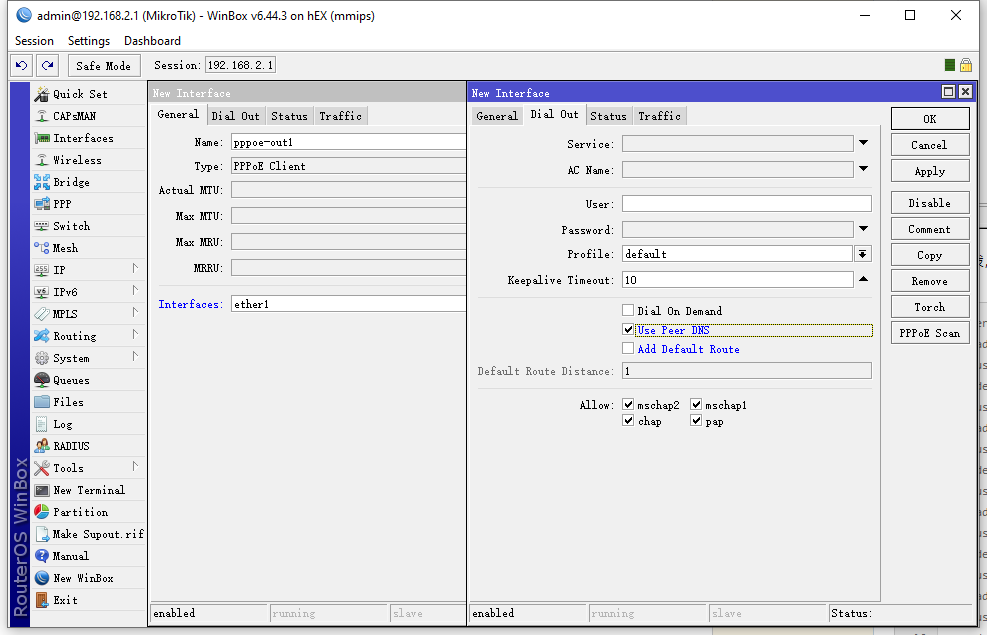 admin@192.168.2.1 (MikroTik) - WinBox v6.44.3 on hEX (mmips)
Session Settings Dashboard
Safe Mode Session: 192.168.2.1
RouterOS WinBox
Quick Set
CAPsMAN
Interfaces
Wireless
Bridge
PPP
Switch
Mesh
IP
IPv6
MPLS
Routing
System
Queues
Files
Log
RADIUS
Tools
New Terminal
Partition
Make Supout.rif
Manual
New WinBox
Exit
New Interface
General Dial Out Status Traffic
Name: pppoe-out1
Type: PPPoE Client
Actual MTU:
Max MTU:
Max MRU:
MRRU:
Interfaces: ether1
enabled running slave
New Interface
General Dial Out Status Traffic
Service:
AC Name:
User:
Password:
Profile: default
Keepalive Timeout: 10
Dial On Demand
Use Peer DNS
Add Default Route
Default Route Distance: 1
Allow: mschap2 mschap1
chap pap
enabled running slave Status:
OK
Cancel
Apply
Disable
Comment
Copy
Remove
Torch
PPPoE Scan